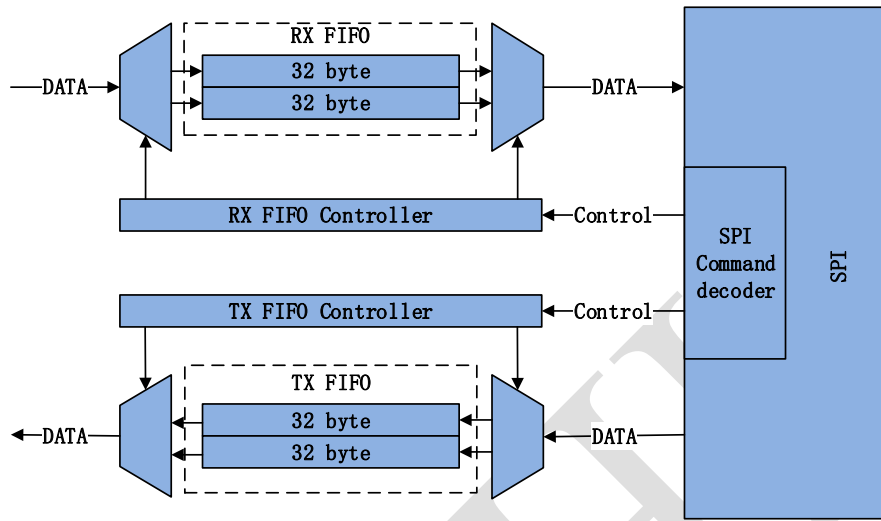 RX FIFO
DATA
32 byte
32 byte
DATA
RX FIFO Controller
Control
SPI
Command
decoder
SPI
TX FIFO Controller
Control
TX FIFO
32 byte
32 byte
DATA
DATA